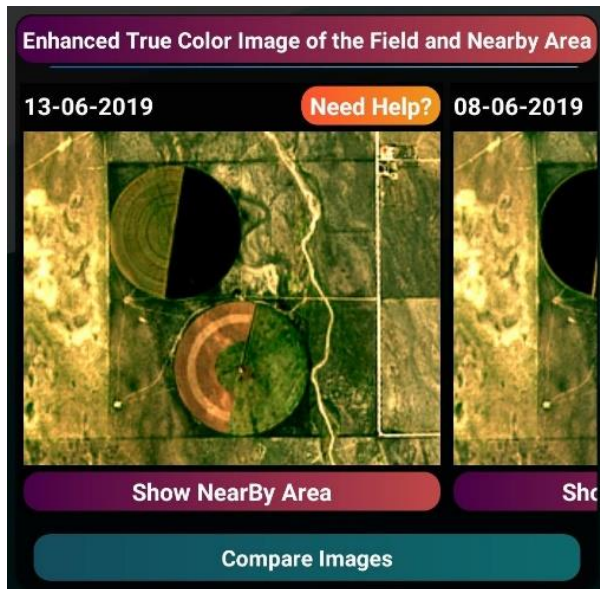 Enhanced True Color Image of the Field and Nearby Area
13-06-2019
Need Help?
08-06-2019
Show NearBy Area
Compare Images